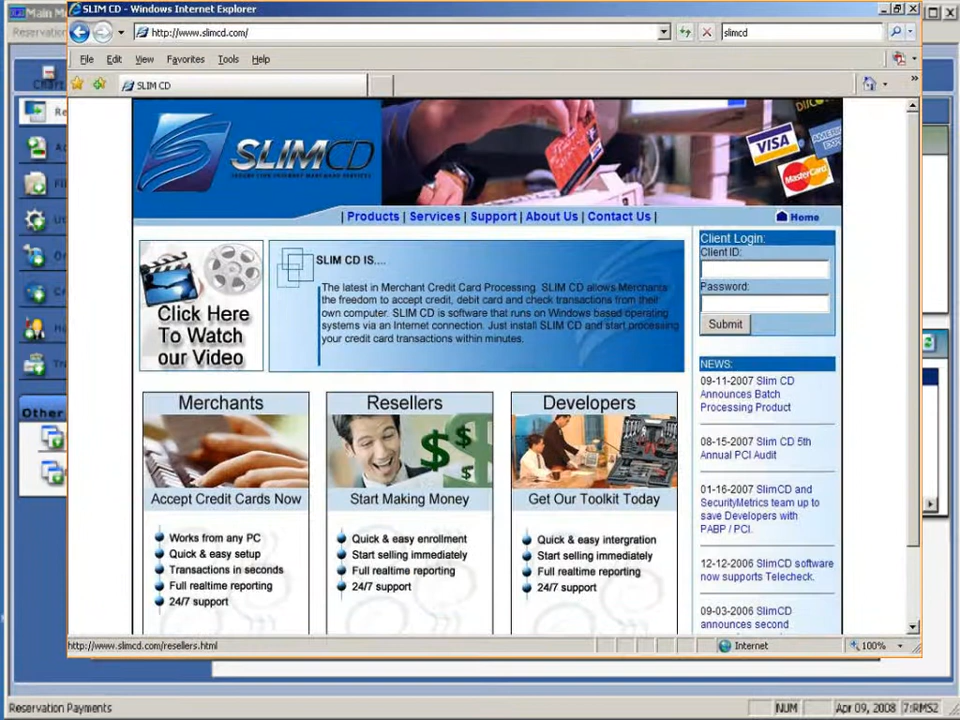 Main M
SLIM CD - Windows Internet Explorer
http://www.slimcd.com/
slimcd
Reservation
File Edit View Favorites Tools Help
SLIM CD
SLIMCD
VISA
MasterCard
| Products | Services | Support | About Us | Contact Us |
Home
Client Login:
Client ID:
Password:
Submit
Click Here
To Watch
our Video
SLIM CD IS....
The latest in Merchant Credit Card Processing. SLIM CD allows Merchants
the freedom to accept credit, debit card and check transactions from their
own computer. SLIM CD is software that runs on Windows based operating
systems via an Internet connection. Just install SLIM CD and start processing
your credit card transactions within minutes.
NEWS:
09-11-2007 Slim CD
Announces Batch
Processing Product
08-15-2007 Slim CD 5th
Annual PCI Audit
01-16-2007 SlimCD and
SecurityMetrics team up to
save Developers with
PABP / PCI.
12-12-2006 SlimCD software
now supports Telecheck.
09-03-2006 SlimCD
announces second
Merchants
Accept Credit Cards Now
Works from any PC
Quick & easy setup
Transactions in seconds
Full realtime reporting
24/7 support
Resellers
Start Making Money
Quick & easy enrollment
Start selling immediately
Full realtime reporting
24/7 support
Developers
Get Our Toolkit Today
Quick & easy intergration
Start selling immediately
Full realtime reporting
24/7 support
Other
http://www.slimcd.com/resellers.html
Internet
100%
Reservation Payments
NUM
Apr 09, 2008
7:RMS2